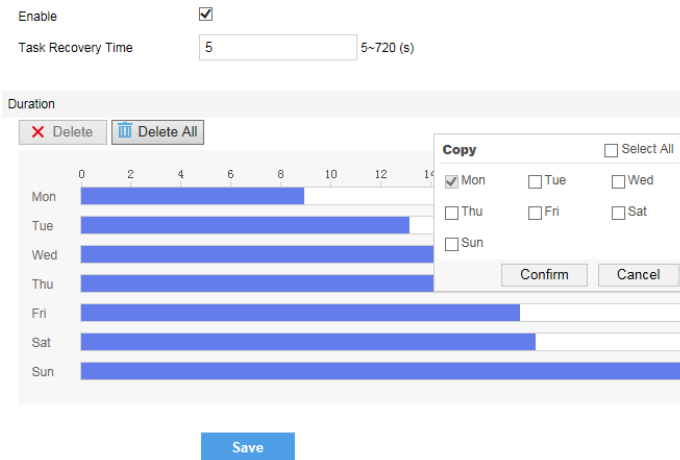 Enable
Task Recovery Time 5 5~720 (s)
Duration
Delete Delete All
Copy Select All
0 2 4 6 8 10 12 14
Mon Tue Wed
Thu Fri Sat
Sun
Confirm Cancel
Mon
Tue
Wed
Thu
Fri
Sat
Sun
Save